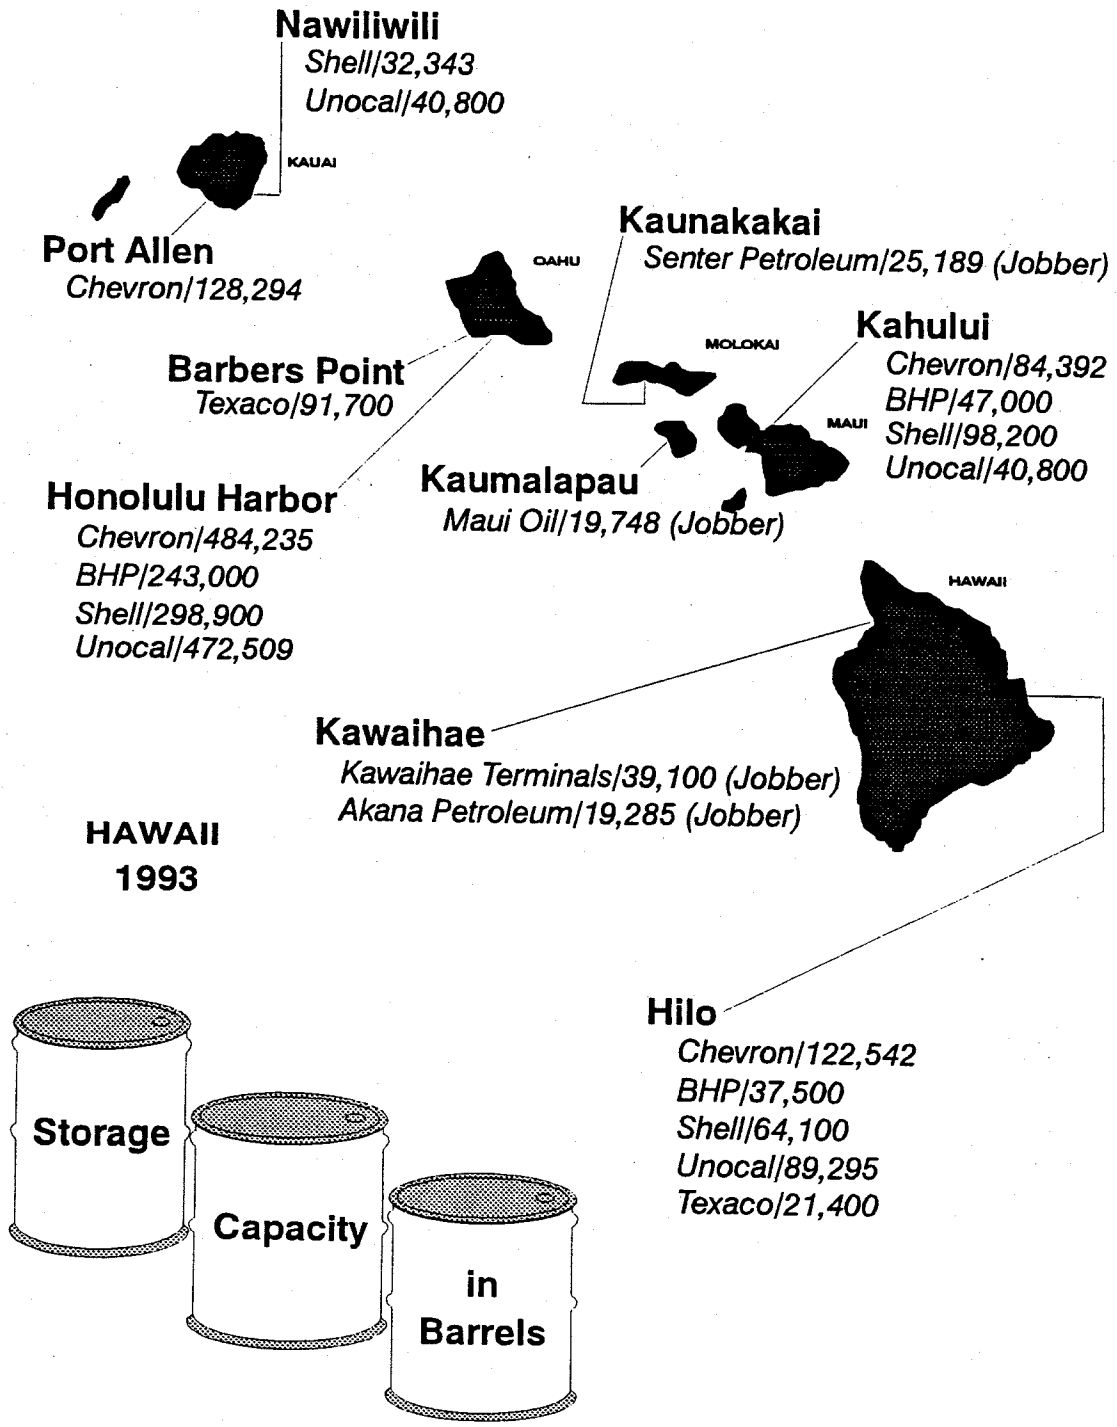 Nawiliwili
Shell/32,343
Unocal/40,800
KAUAI
Port Allen
Chevron/128,294
OAHU
Barbers Point
Texaco/91,700
Honolulu Harbor
Chevron/484,235
BHP/243,000
Shell/298,900
Unocal/472,509
Kaunakakai
Senter Petroleum/25,189 (Jobber)
MOLOKAI
Kahului
Chevron/84,392
BHP/47,000
Shell/98,200
Unocal/40,800
MAUI
Kaumalapau
Maui Oil/19,748 (Jobber)
HAWAII
Kawaihae
Kawaihae Terminals/39,100 (Jobber)
Akana Petroleum/19,285 (Jobber)
HAWAII
1993
Hilo
Chevron/122,542
BHP/37,500
Shell/64,100
Unocal/89,295
Texaco/21,400
Storage
Capacity
in
Barrels